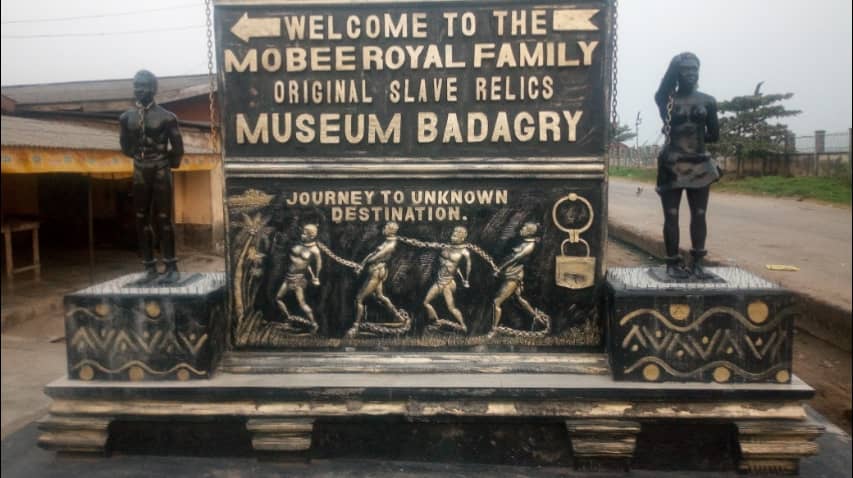 WELCOME TO THE
MOBEE ROYAL FAMILY
ORIGINAL SLAVE RELICS
MUSEUM BADAGRY
JOURNEY TO UNKNOWN
DESTINATION.